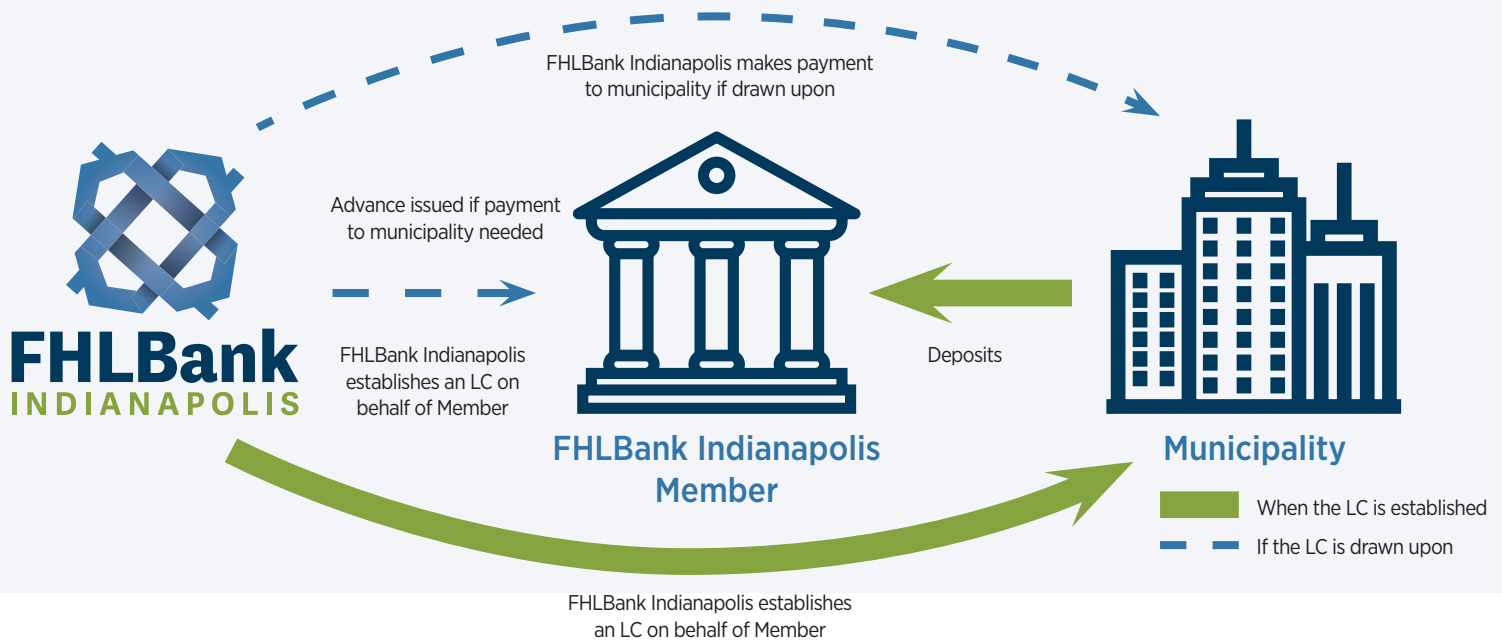 FHLBank Indianapolis makes payment
to municipality if drawn upon
Advance issued if payment
to municipality needed
FHLBank
INDIANAPOLIS
FHLBank Indianapolis
establishes an LC on
behalf of Member
Deposits
FHLBank Indianapolis
Member
Municipality
When the LC is established
If the LC is drawn upon
FHLBank Indianapolis establishes
an LC on behalf of Member